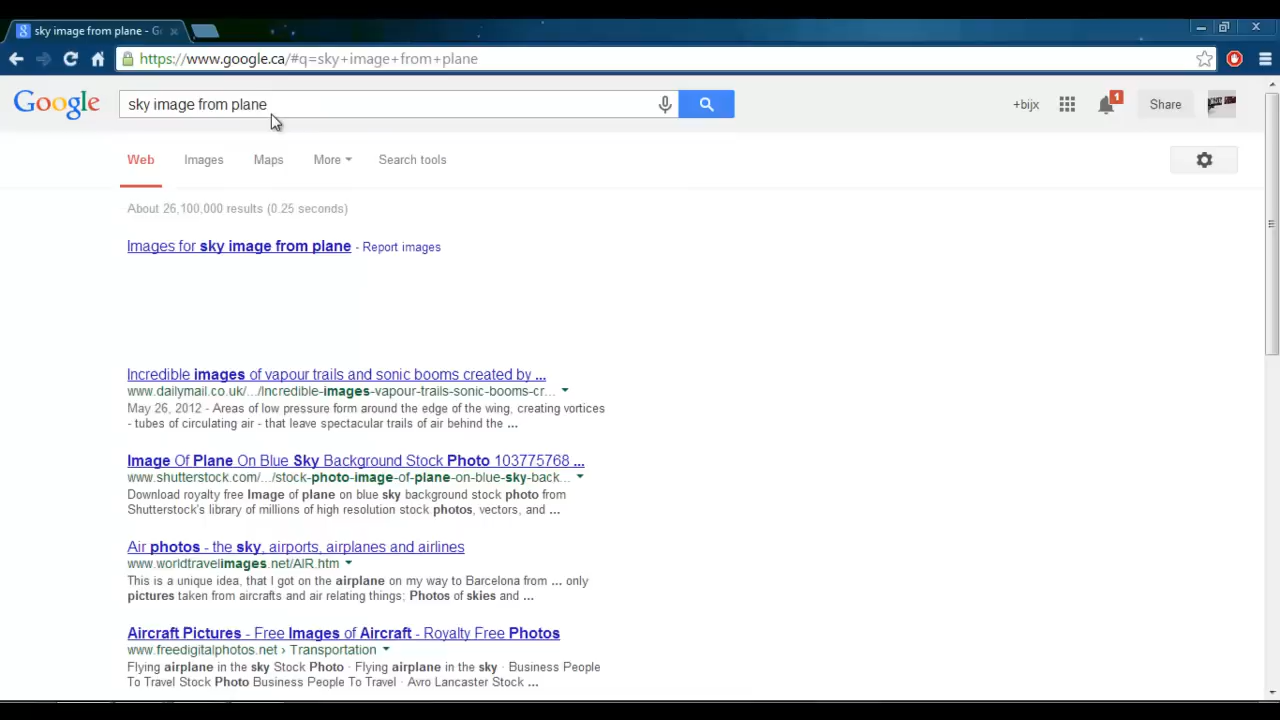 sky image from plane - G
https://www.google.ca/#q=sky+image+from+plane
Google
sky image from plane
+bijx
1
Share
Web
Images
Maps
More
Search tools
About 26,100,000 results (0.25 seconds)
Images for sky image from plane - Report images
Incredible images of vapour trails and sonic booms created by ...
www.dailymail.co.uk/.../Incredible-images-vapour-trails-sonic-booms-cr...
May 26, 2012 - Areas of low pressure form around the edge of the wing, creating vortices
- tubes of circulating air - that leave spectacular trails of air behind the ...
Image Of Plane On Blue Sky Background Stock Photo 103775768 ...
www.shutterstock.com/.../stock-photo-image-of-plane-on-blue-sky-back...
Download royalty free Image of plane on blue sky background stock photo from
Shutterstock's library of millions of high resolution stock photos, vectors, and ...
Air photos - the sky, airports, airplanes and airlines
www.worldtravelimages.net/AIR.htm
This is a unique idea, that I got on the airplane on my way to Barcelona from ... only
pictures taken from aircrafts and air relating things; Photos of skies and ...
Aircraft Pictures - Free Images of Aircraft - Royalty Free Photos
www.freedigitalphotos.net › Transportation
Flying airplane in the sky Stock Photo · Flying airplane in the sky · Business People
To Travel Stock Photo Business People To Travel · Avro Lancaster Stock ...